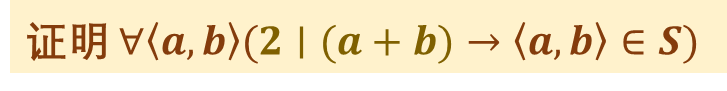 证明 ∀⟨a, b⟩(2 ∣ (a + b) → ⟨a, b⟩ ∈ S)